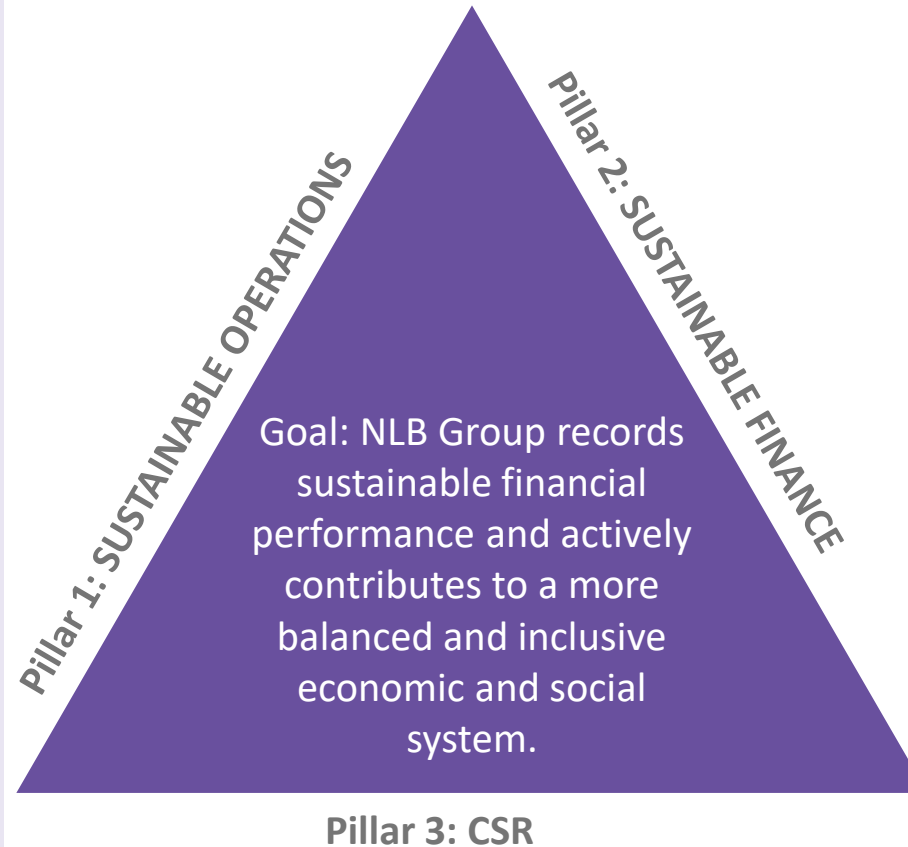 Pillar 1: SUSTAINABLE OPERATIONS
Pillar 2: SUSTAINABLE FINANCE
Goal: NLB Group records
sustainable financial
performance and actively
contributes to a more
balanced and inclusive
economic and social
system.
Pillar 3: CSR